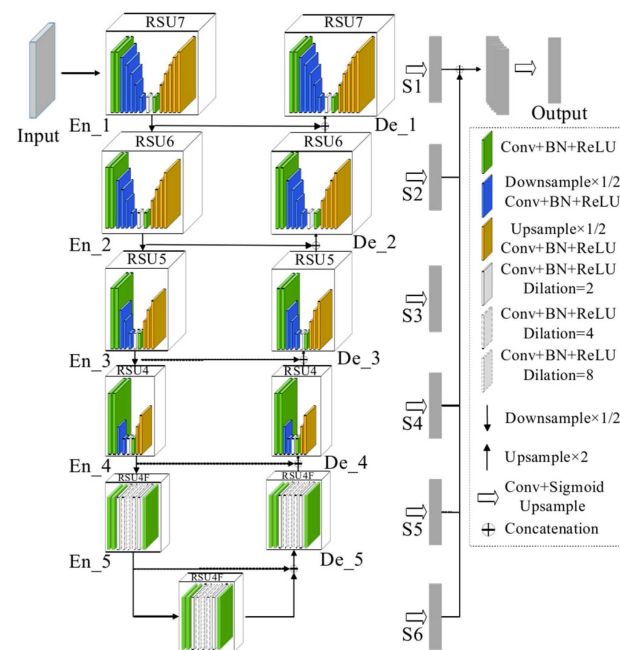 RSU7
RSU7
Input
S1
Output
En_1
De_1
RSU6
RSU6
S2
En_2
De_2
RSU5
RSU5
S3
En_3
De_3
RSU4
RSU4
S4
En_4
De_4
RSU4F
RSU4F
S5
En_5
De_5
RSU4F
S6
Conv+BN+ReLU
Downsample×1/2
Conv+BN+ReLU
Upsample×1/2
Conv+BN+ReLU
Conv+BN+ReLU
Dilation=2
Conv+BN+ReLU
Dilation=4
Conv+BN+ReLU
Dilation=8
Downsample×1/2
Upsample×2
Conv+Sigmoid
Upsample
Concatenation